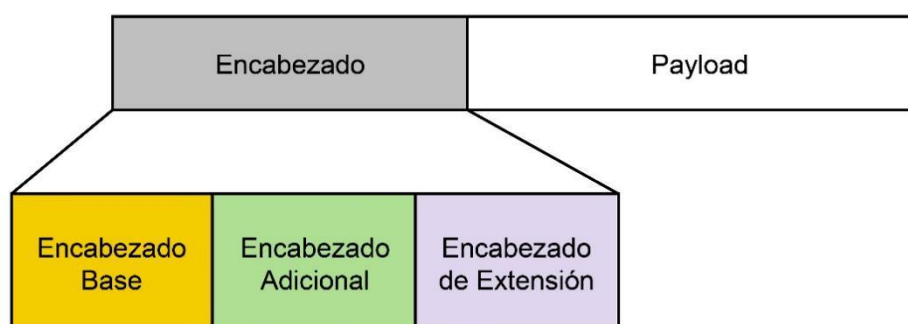 Encabezado
Payload
Encabezado
Base
Encabezado
Adicional
Encabezado
de Extensión